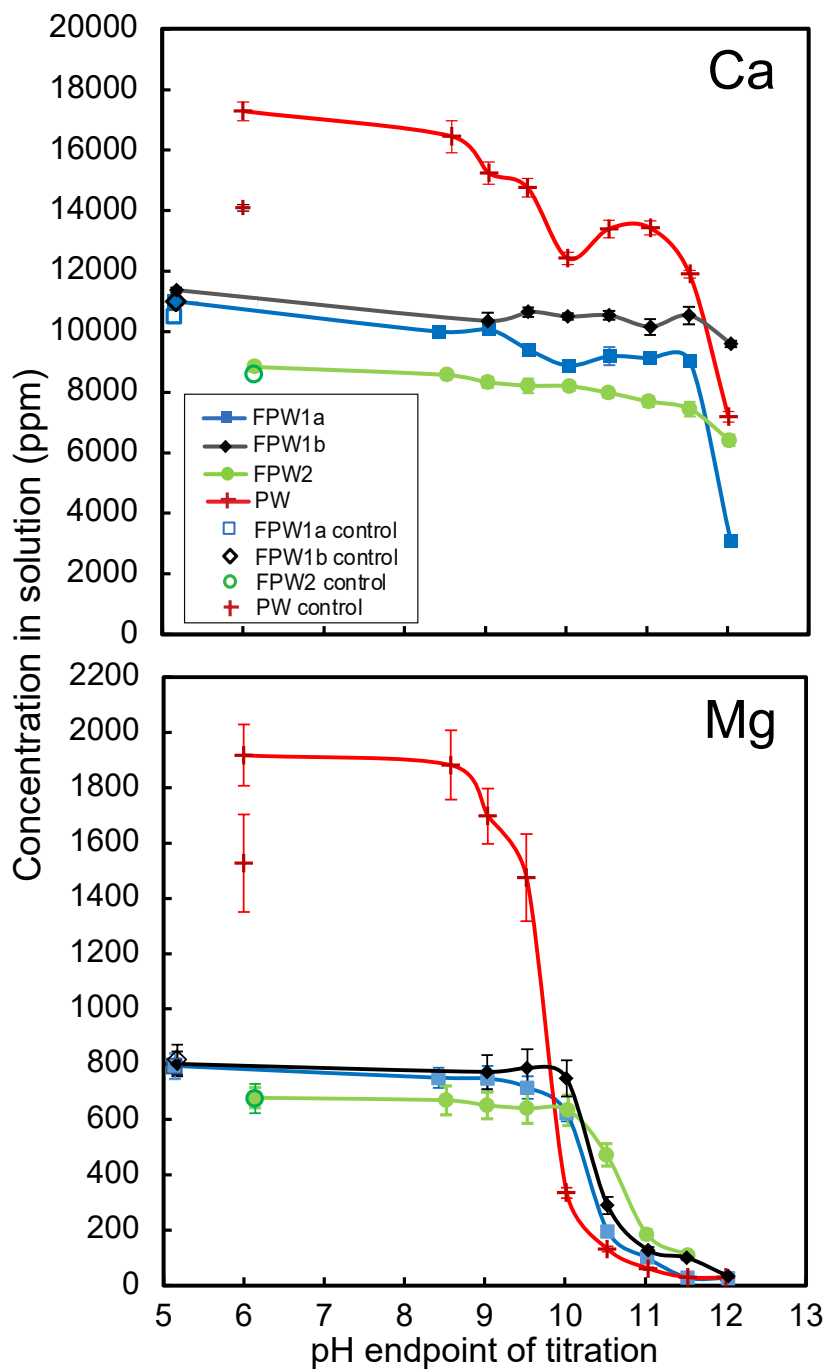 20000
Ca
18000
16000
14000
12000
10000
8000
6000
4000
2000
0
FPW1a
FPW1b
FPW2
PW
FPW1a control
FPW1b control
FPW2 control
PW control
Concentration in solution (ppm)
2200
Mg
2000
1800
1600
1400
1200
1000
800
600
400
200
0
5 6 7 8 9 10 11 12 13
pH endpoint of titration